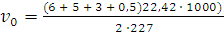 v₀ = ((6 + 5 + 3 + 0,5)22,42 · 1000) / (2 · 227)